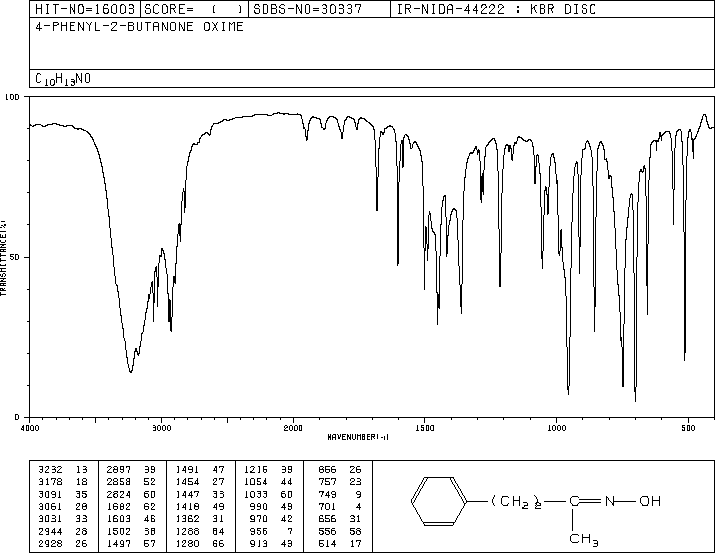 HIT-NO=16003 SCORE= ( ) SDBS-NO=30337 IR-NIDA-44222 : KBR DISC
4-PHENYL-2-BUTANONE OXIME
C10H13NO
100
50
0
TRANSMITTANCE(%)
4000 3000 2000 1500 1000 500
WAVENUMBER(-1)
3232 13 2897 39 1491 47 1216 39 866 26
3178 18 2858 52 1454 27 1054 44 757 23
3091 35 2824 60 1447 33 1033 60 749 9
3061 28 1682 62 1418 49 990 49 701 4
3031 33 1603 46 1362 31 970 42 656 31
2944 28 1502 38 1288 84 956 7 556 58
2928 26 1497 57 1280 66 913 43 514 17
(CH2)2 C N OH
CH3